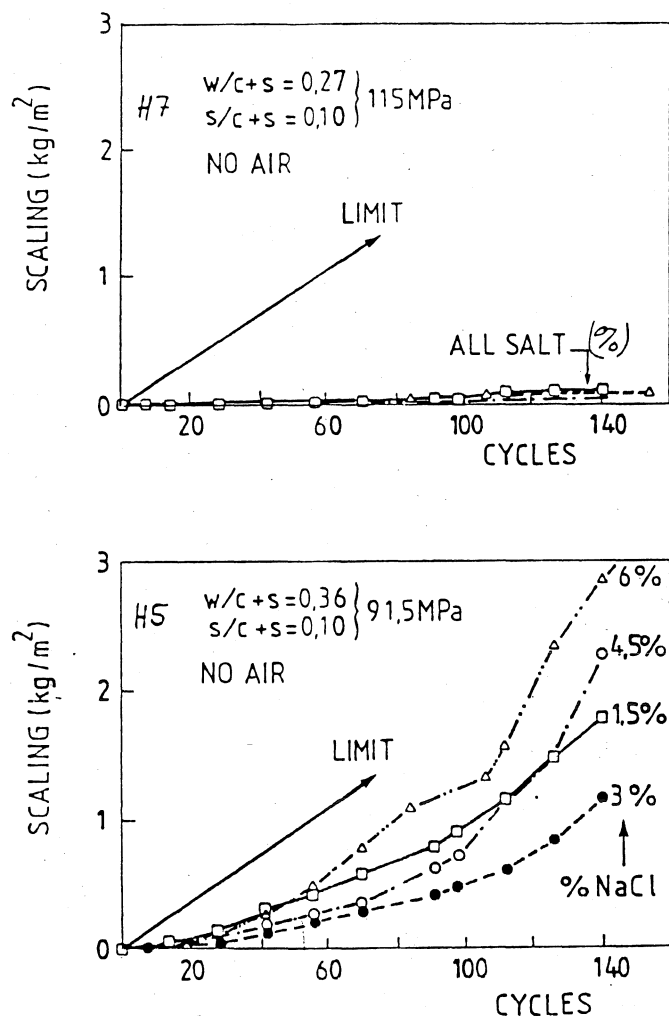 SCALING (kg/m²)
3
2
1
0
H7
w/c+s = 0,27
s/c+s = 0,10
115MPa
NO AIR
LIMIT
ALL SALT (%)
20
60
100
140
CYCLES
SCALING (kg/m²)
3
2
1
0
H5
w/c+s = 0,36
s/c+s = 0,10
91,5MPa
NO AIR
LIMIT
6%
4,5%
1,5%
3%
% NaCl
20
60
100
140
CYCLES